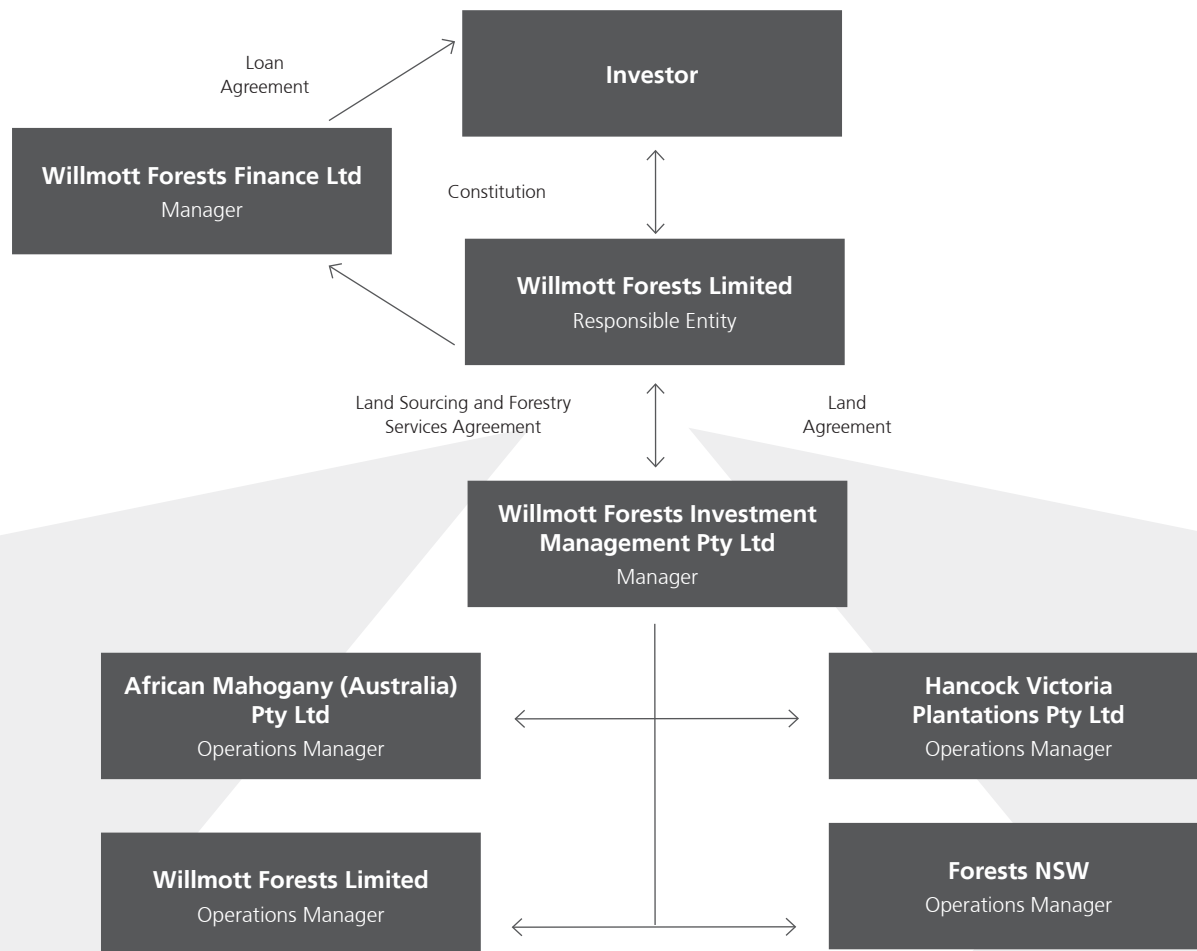 Loan
Agreement
Investor
Willmott Forests Finance Ltd
Manager
Constitution
Willmott Forests Limited
Responsible Entity
Land Sourcing and Forestry
Services Agreement
Land
Agreement
Willmott Forests Investment
Management Pty Ltd
Manager
African Mahogany (Australia)
Pty Ltd
Operations Manager
Hancock Victoria
Plantations Pty Ltd
Operations Manager
Willmott Forests Limited
Operations Manager
Forests NSW
Operations Manager